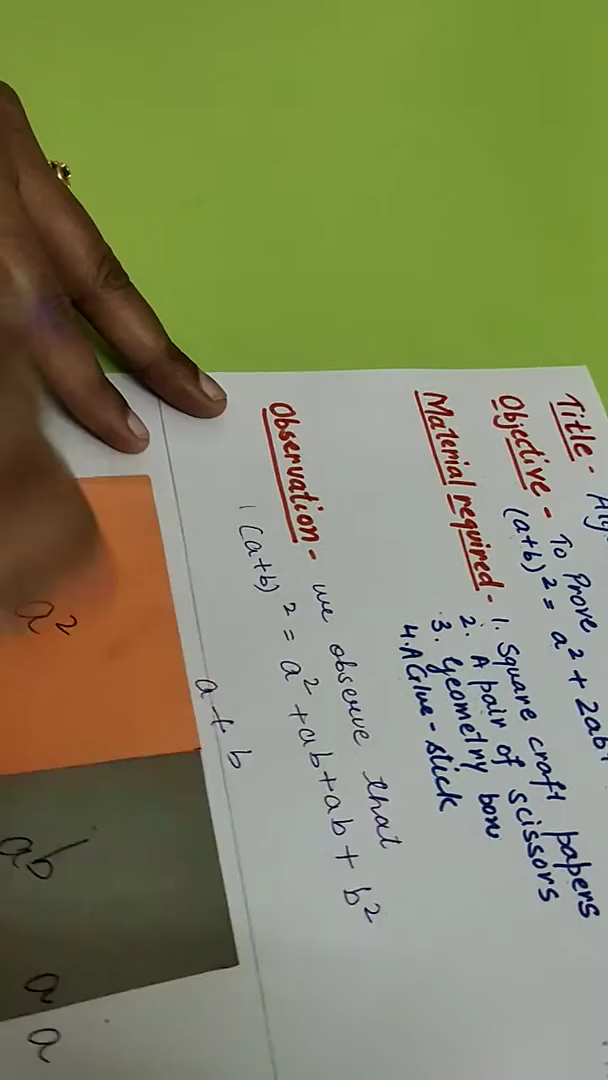 Title -
Objective - To Prove
(a+b)² = a² + 2ab+
Material required - 1. Square craft papers
2. A pair of scissors
3. Geometry box
4. A Glue-stick
Observation - we observe that
(a+b)² = a² + ab + ab + b²
a + b
a²
ab
a
a